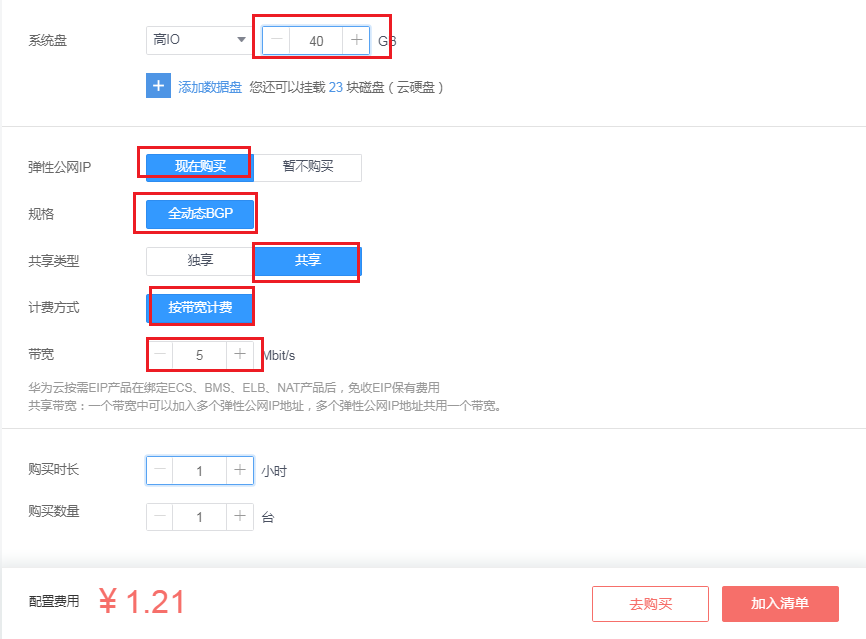 系统盘 高IO － 40 ＋ GB
+ 添加数据盘 您还可以挂载 23 块磁盘（云硬盘）
弹性公网IP 现在购买 暂不购买
规格 全动态BGP
共享类型 独享 共享
计费方式 按带宽计费
带宽 － 5 ＋ Mbit/s
华为云按需EIP产品在绑定ECS、BMS、ELB、NAT产品后，免收EIP保有费用
共享带宽：一个带宽中可以加入多个弹性公网IP地址，多个弹性公网IP地址共用一个带宽。
购买时长 － 1 ＋ 小时
购买数量 － 1 ＋ 台
配置费用 ¥ 1.21 去购买 加入清单